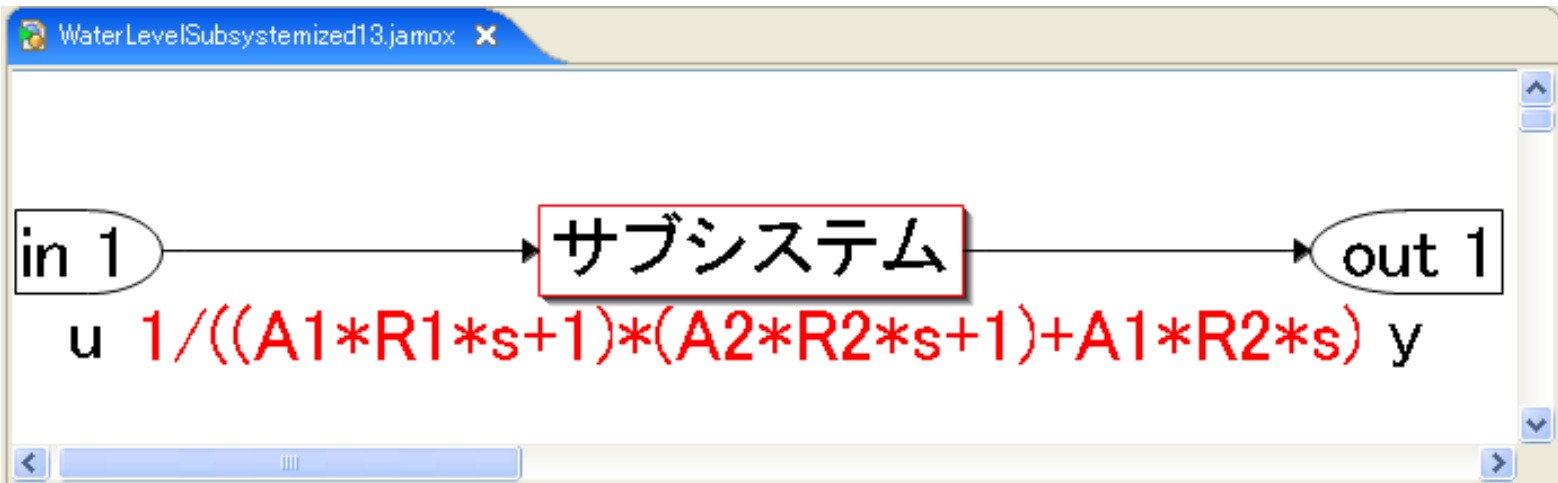 WaterLevelSubsystemized13.jamox
in 1 サブシステム out 1
u 1/((A1*R1*s+1)*(A2*R2*s+1)+A1*R2*s) y